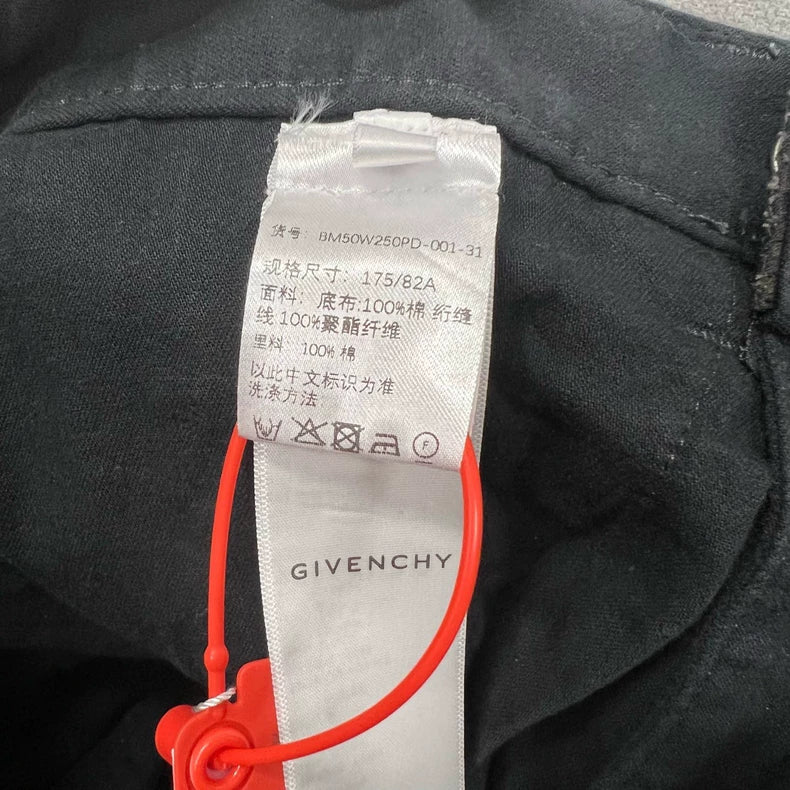 货号: BM50W250PD-001-31
规格尺寸: 175/82A
面料: 底布:100%棉 绗缝
线 100%聚酯纤维
里料 100% 棉
以此中文标识为准
洗涤方法
F
GIVENCHY